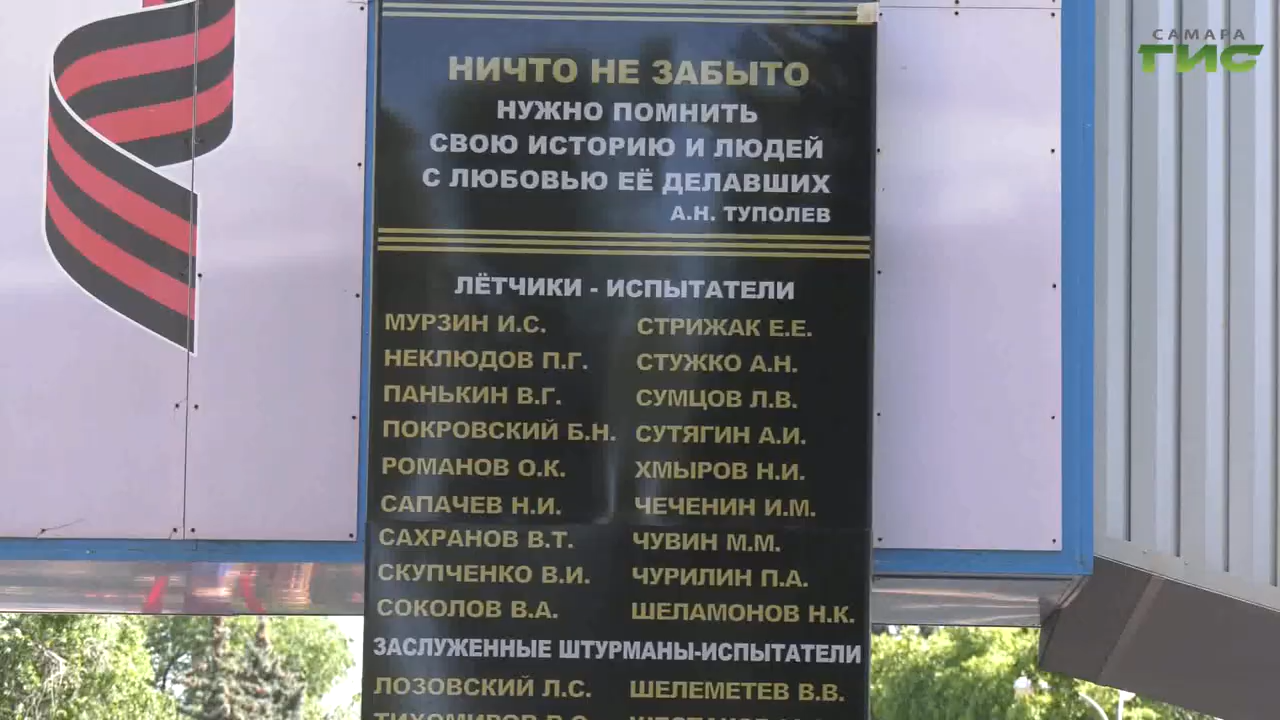 САМАРА
ГИС
НИЧТО НЕ ЗАБЫТО
НУЖНО ПОМНИТЬ
СВОЮ ИСТОРИЮ И ЛЮДЕЙ
С ЛЮБОВЬЮ ЕЁ ДЕЛАВШИХ
А.Н. ТУПОЛЕВ
ЛЁТЧИКИ - ИСПЫТАТЕЛИ
МУРЗИН И.С.
НЕКЛЮДОВ П.Г.
ПАНЬКИН В.Г.
ПОКРОВСКИЙ Б.Н.
РОМАНОВ О.К.
САПАЧЕВ Н.И.
САХРАНОВ В.Т.
СКУПЧЕНКО В.И.
СОКОЛОВ В.А.
СТРИЖАК Е.Е.
СТУЖКО А.Н.
СУМЦОВ Л.В.
СУТЯГИН А.И.
ХМЫРОВ Н.И.
ЧЕЧЕНИН И.М.
ЧУВИН М.М.
ЧУРИЛИН П.А.
ШЕЛАМОНОВ Н.К.
ЗАСЛУЖЕННЫЕ ШТУРМАНЫ-ИСПЫТАТЕЛИ
ЛОЗОВСКИЙ Л.С.
ТИХОМИРОВ
ШЕЛЕМЕТЕВ В.В.